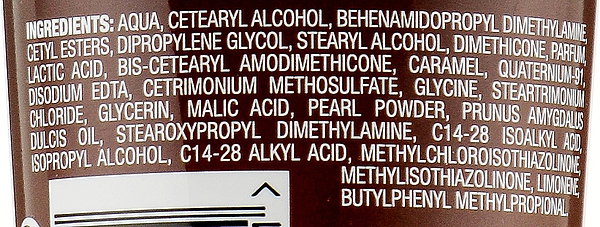 INGREDIENTS: AQUA, CETEARYL ALCOHOL, BEHENAMIDOPROPYL DIMETHYLAMINE,
CETYL ESTERS, DIPROPYLENE GLYCOL, STEARYL ALCOHOL, DIMETHICONE, PARFUM,
LACTIC ACID, BIS-CETEARYL AMODIMETHICONE, CARAMEL, QUATERNIUM-91,
DISODIUM EDTA, CETRIMONIUM METHOSULFATE, GLYCINE, STEARTRIMONIUM
CHLORIDE, GLYCERIN, MALIC ACID, PEARL POWDER, PRUNUS AMYGDALUS
DULCIS OIL, STEAROXYPROPYL DIMETHYLAMINE, C14-28 ISOALKYL ACID,
ISOPROPYL ALCOHOL, C14-28 ALKYL ACID, METHYLCHLOROISOTHIAZOLINONE,
METHYLISOTHIAZOLINONE, LIMONENE,
BUTYLPHENYL METHYLPROPIONAL.